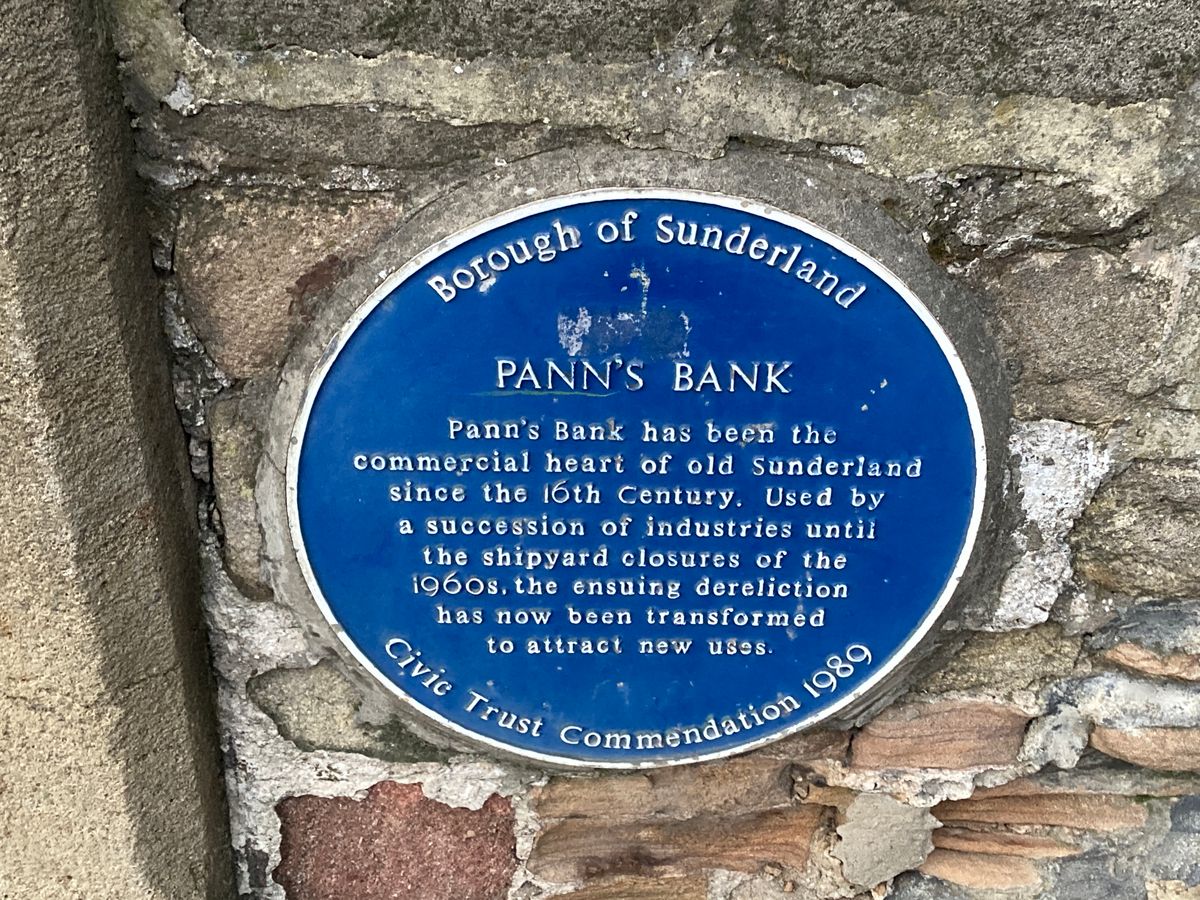 Borough of Sunderland
PANN'S BANK
Pann's Bank has been the
commercial heart of old Sunderland
since the 16th Century. Used by
a succession of industries until
the shipyard closures of the
1960s, the ensuing dereliction
has now been transformed
to attract new uses.
Civic Trust Commendation 1989